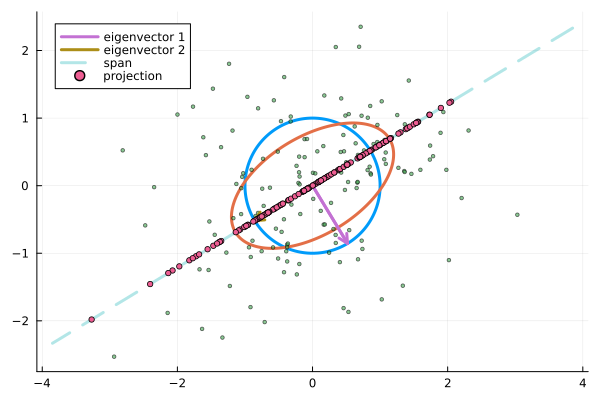 eigenvector 1
eigenvector 2
span
projection
2
1
0
−1
−2
−4
−2
0
2
4